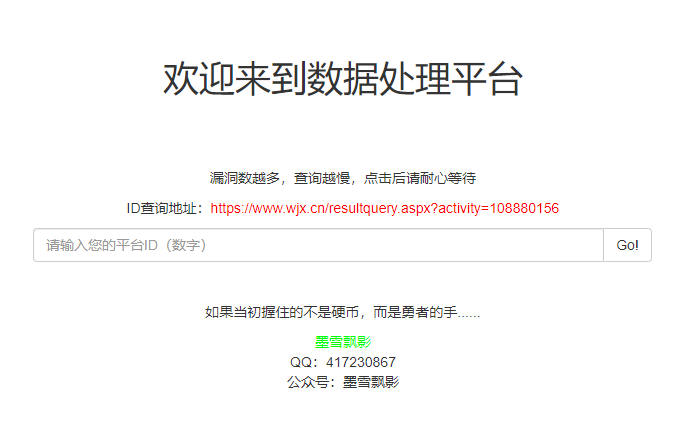 欢迎来到数据处理平台
漏洞数越多，查询越慢，点击后请耐心等待
ID查询地址：https://www.wjx.cn/resultquery.aspx?activity=108880156
请输入您的平台ID（数字） Go!
如果当初握住的不是硬币，而是勇者的手......
墨雪飘影
QQ：417230867
公众号：墨雪飘影